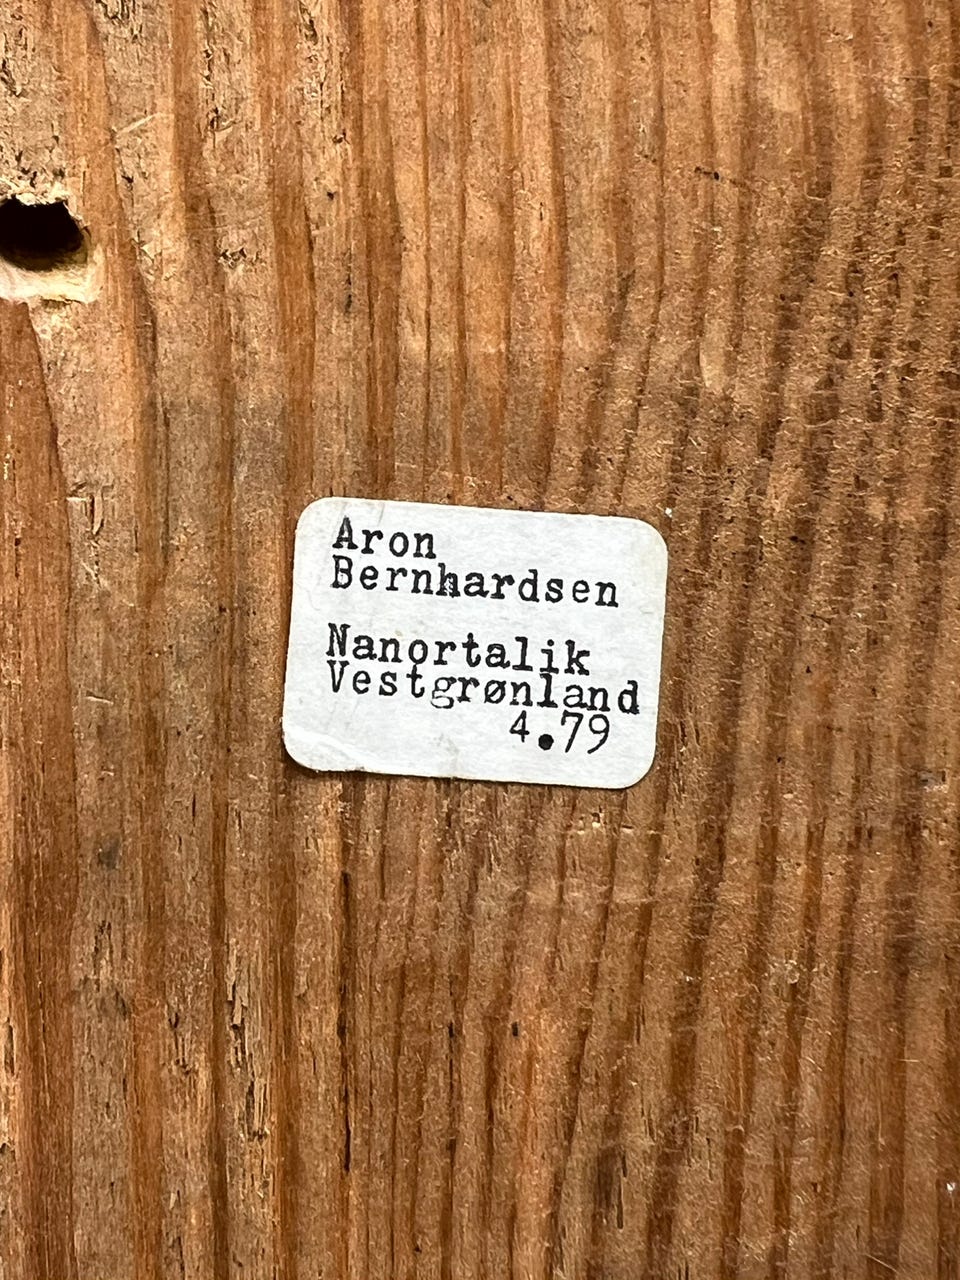 Aron
Bernhardsen
Nanortalik
Vestgrønland
4.79